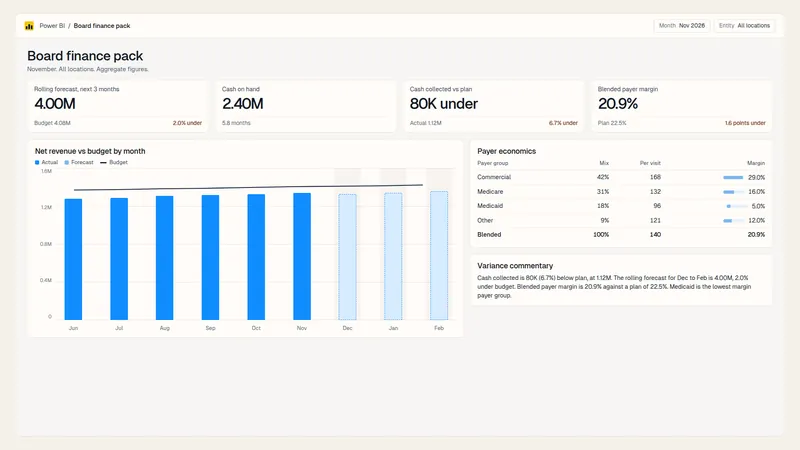 Power BI / Board finance pack
Month Nov 2026
Entity All locations
Board finance pack
November. All locations. Aggregate figures.
Rolling forecast, next 3 months
4.00M
Budget 4.08M
2.0% under
Cash on hand
2.40M
5.8 months
Cash collected vs plan
80K under
Actual 1.12M
6.7% under
Blended payer margin
20.9%
Plan 22.5%
1.6 points under
Net revenue vs budget by month
Actual Forecast Budget
1.6M
1.2M
0.8M
0.4M
0
Jun Jul Aug Sep Oct Nov Dec Jan Feb
Payer economics
Payer group Mix Per visit Margin
Commercial 42% 168 29.0%
Medicare 31% 132 16.0%
Medicaid 18% 96 5.0%
Other 9% 121 12.0%
Blended 100% 140 20.9%
Variance commentary
Cash collected is 80K (6.7%) below plan, at 1.12M. The rolling forecast for Dec to Feb is 4.00M, 2.0%
under budget. Blended payer margin is 20.9% against a plan of 22.5%. Medicaid is the lowest margin
payer group.